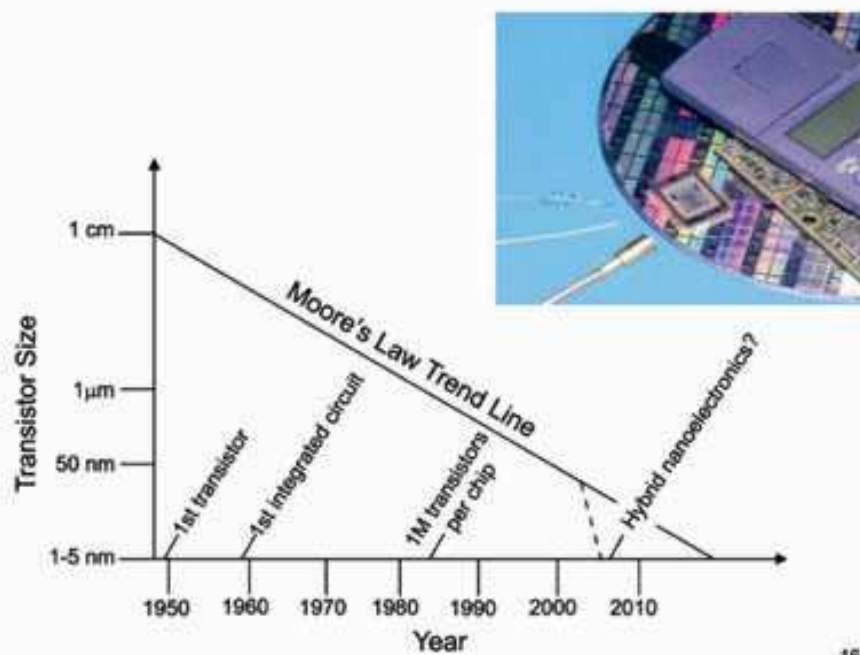 1 cm
Moore's Law Trend Line
Transistor Size
1μm
50 nm
1-5 nm
1st transistor
1st integrated circuit
1M transistors
per chip
Hybrid nanoelectronics?
1950
1960
1970
1980
1990
2000
2010
Year